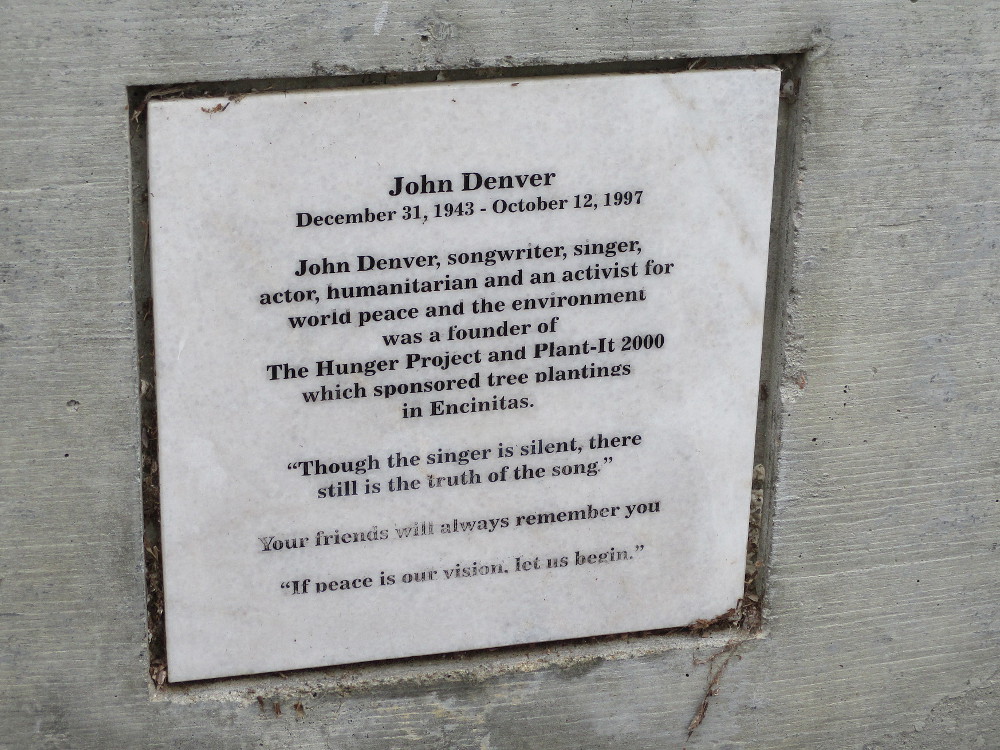 John Denver
December 31, 1943 - October 12, 1997
John Denver, songwriter, singer,
actor, humanitarian and an activist for
world peace and the environment
was a founder of
The Hunger Project and Plant-It 2000
which sponsored tree plantings
in Encinitas.
“Though the singer is silent, there
still is the truth of the song.”
Your friends will always remember you
“If peace is our vision, let us begin.”